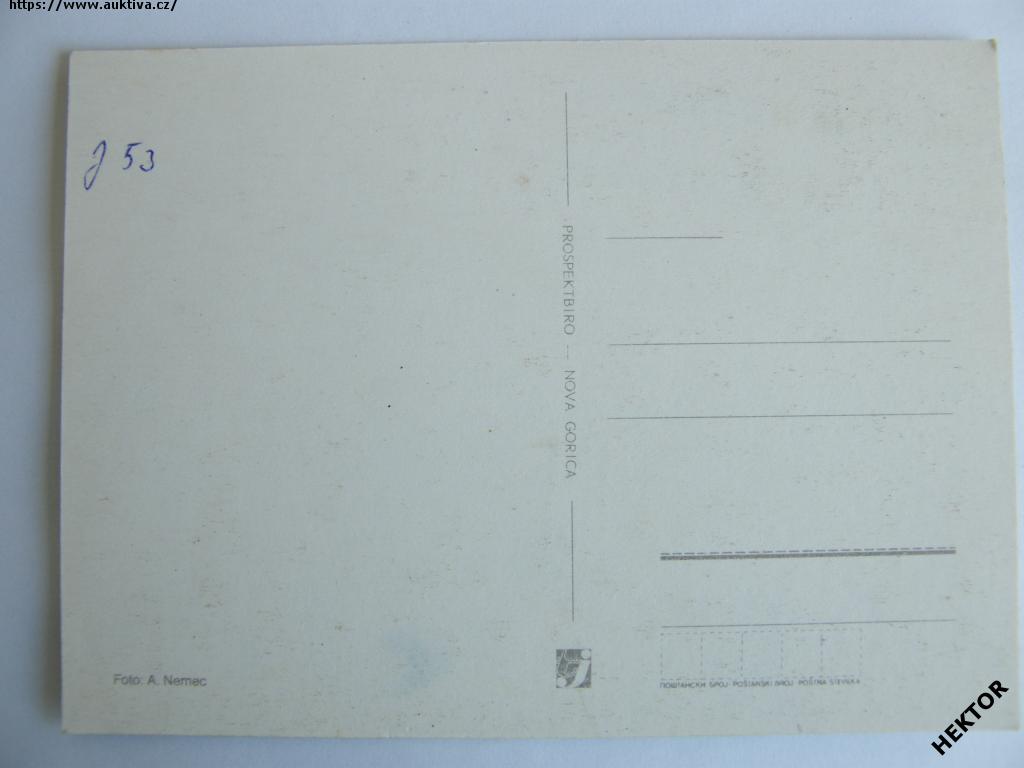 https://www.auktiva.cz/
J 53
PROSPEKTBIRO — NOVA GORICA
Foto: A. Nemec
ПОШТАНСКИ БРОЈ· POŠTANSKI BROJ· POŠTNA ŠTEVILKA
HEKTOR